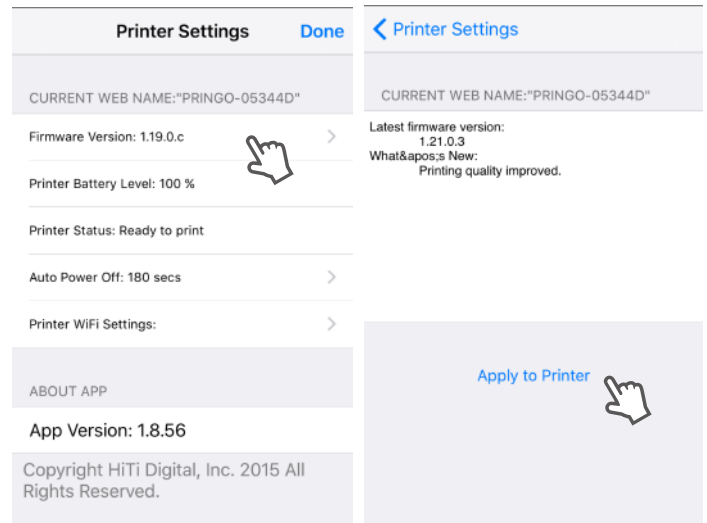 Printer Settings
Done
CURRENT WEB NAME:"PRINGO-05344D"
Firmware Version: 1.19.0.c
Printer Battery Level: 100 %
Printer Status: Ready to print
Auto Power Off: 180 secs
Printer WiFi Settings:
ABOUT APP
App Version: 1.8.56
Copyright HiTi Digital, Inc. 2015 All
Rights Reserved.
Printer Settings
CURRENT WEB NAME:"PRINGO-05344D"
Latest firmware version:
1.21.0.3
What&apos;s New:
Printing quality improved.
Apply to Printer